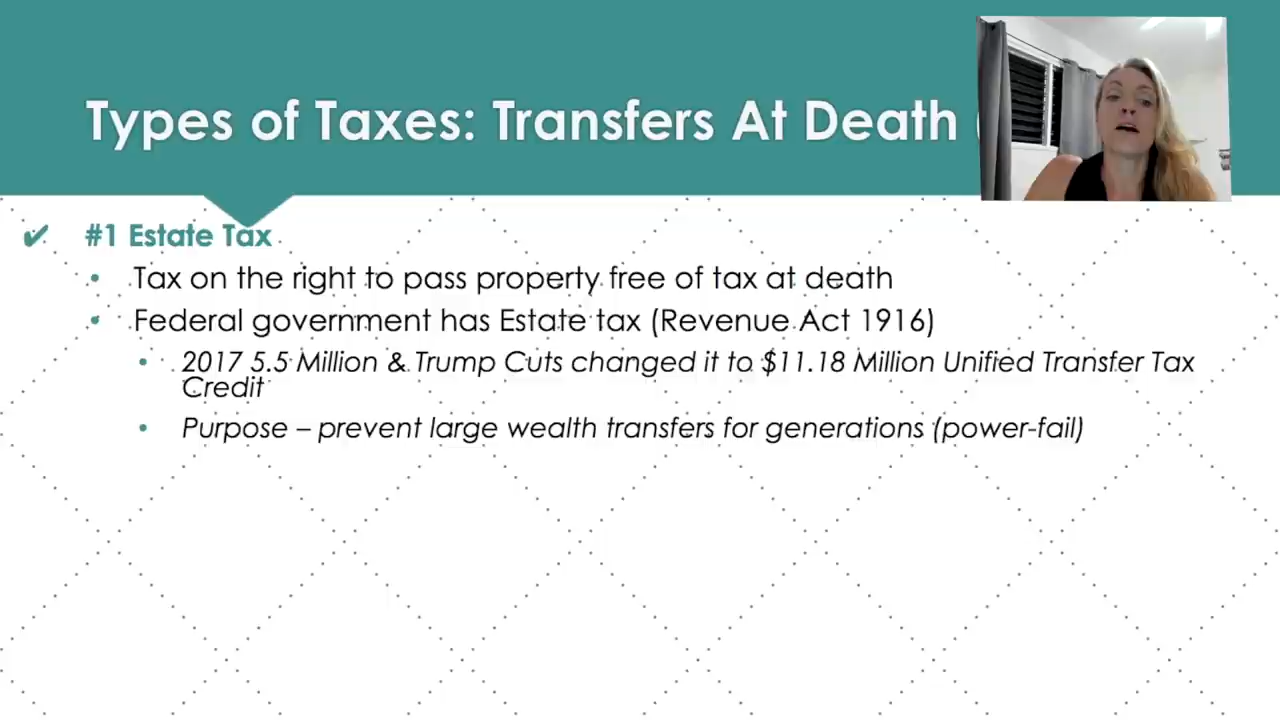 Types of Taxes: Transfers At Death (
✔ #1 Estate Tax
• Tax on the right to pass property free of tax at death
• Federal government has Estate tax (Revenue Act 1916)
• 2017 5.5 Million & Trump Cuts changed it to $11.18 Million Unified Transfer Tax
Credit
• Purpose – prevent large wealth transfers for generations (power-fail)